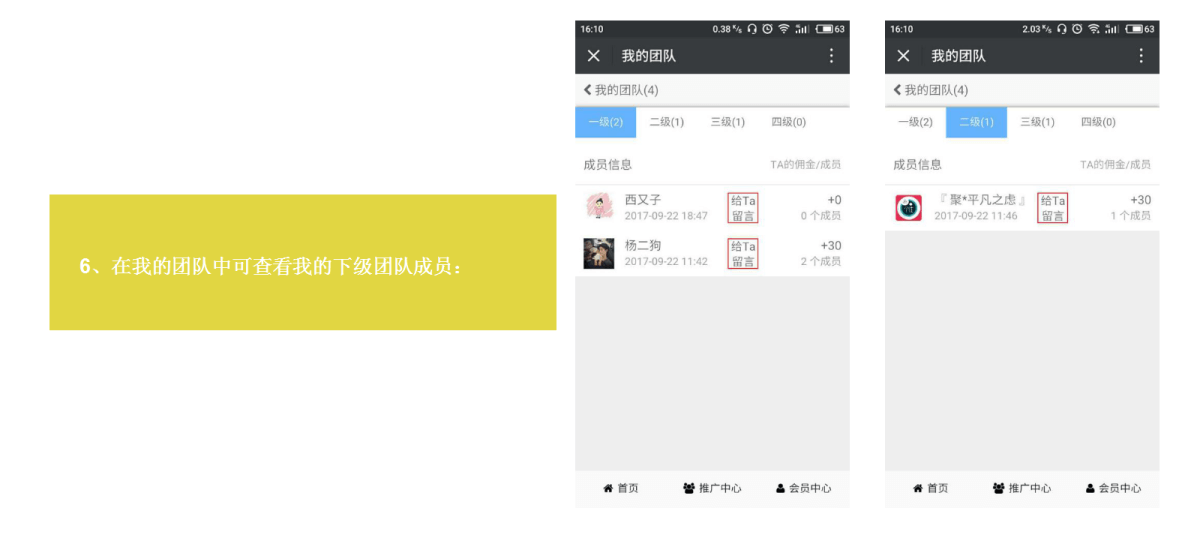 6、在我的团队中可查看我的下级团队成员：
16:10 0.38 K/s 63
我的团队
我的团队(4)
一级(2) 二级(1) 三级(1) 四级(0)
成员信息 TA的佣金/成员
西又子 给Ta +0
2017-09-22 18:47 留言 0 个成员
杨二狗 给Ta +30
2017-09-22 11:42 留言 2 个成员
首页 推广中心 会员中心
16:10 2.03 K/s 63
我的团队
我的团队(4)
一级(2) 二级(1) 三级(1) 四级(0)
成员信息 TA的佣金/成员
『 聚*平凡之虑 』 给Ta +30
2017-09-22 11:46 留言 1 个成员
首页 推广中心 会员中心